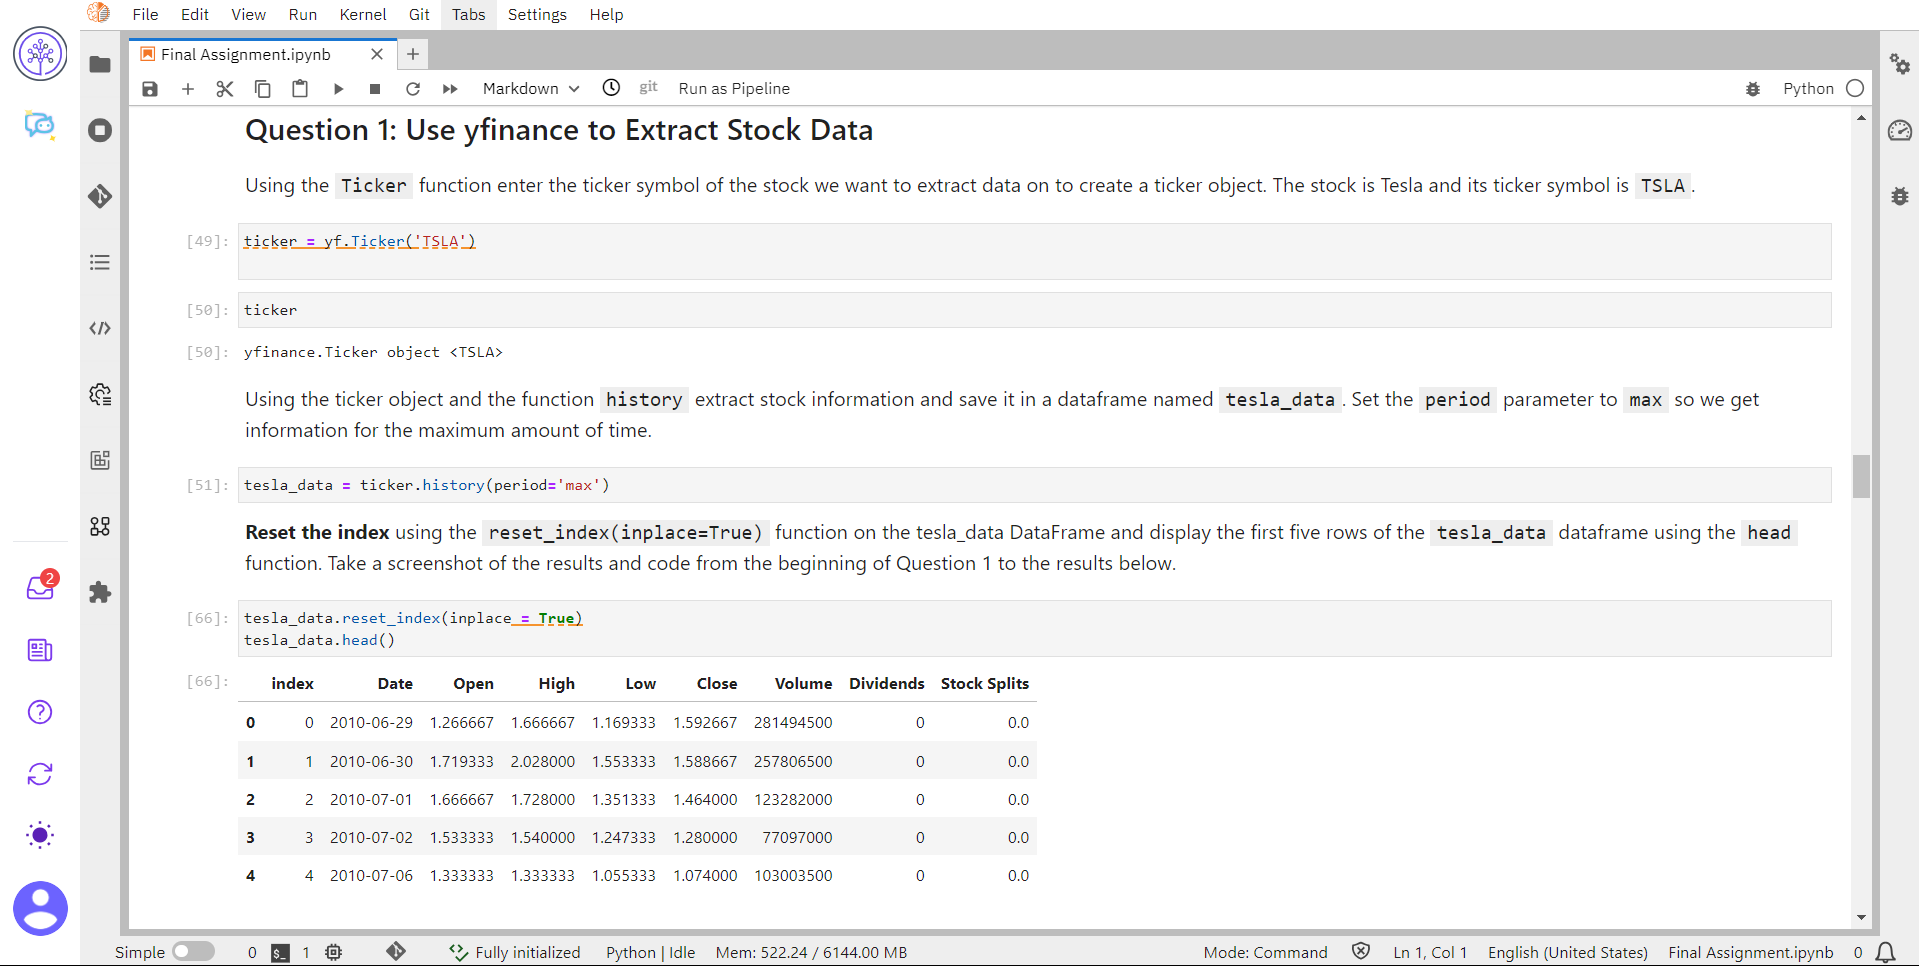 File Edit View Run Kernel Git Tabs Settings Help
Final Assignment.ipynb
Markdown git Run as Pipeline Python
Question 1: Use yfinance to Extract Stock Data
Using the Ticker function enter the ticker symbol of the stock we want to extract data on to create a ticker object. The stock is Tesla and its ticker symbol is TSLA.
[49]: ticker = yf.Ticker('TSLA')
[50]: ticker
[50]: yfinance.Ticker object <TSLA>
Using the ticker object and the function history extract stock information and save it in a dataframe named tesla_data. Set the period parameter to max so we get
information for the maximum amount of time.
[51]: tesla_data = ticker.history(period='max')
Reset the index using the reset_index(inplace=True) function on the tesla_data DataFrame and display the first five rows of the tesla_data dataframe using the head
function. Take a screenshot of the results and code from the beginning of Question 1 to the results below.
[66]: tesla_data.reset_index(inplace = True)
tesla_data.head()
[66]: index Date Open High Low Close Volume Dividends Stock Splits
0 0 2010-06-29 1.266667 1.666667 1.169333 1.592667 281494500 0 0.0
1 1 2010-06-30 1.719333 2.028000 1.553333 1.588667 257806500 0 0.0
2 2 2010-07-01 1.666667 1.728000 1.351333 1.464000 123282000 0 0.0
3 3 2010-07-02 1.533333 1.540000 1.247333 1.280000 77097000 0 0.0
4 4 2010-07-06 1.333333 1.333333 1.055333 1.074000 103003500 0 0.0
2
Simple 0 $_ 1 Fully initialized Python | Idle Mem: 522.24 / 6144.00 MB Mode: Command Ln 1, Col 1 English (United States) Final Assignment.ipynb 0